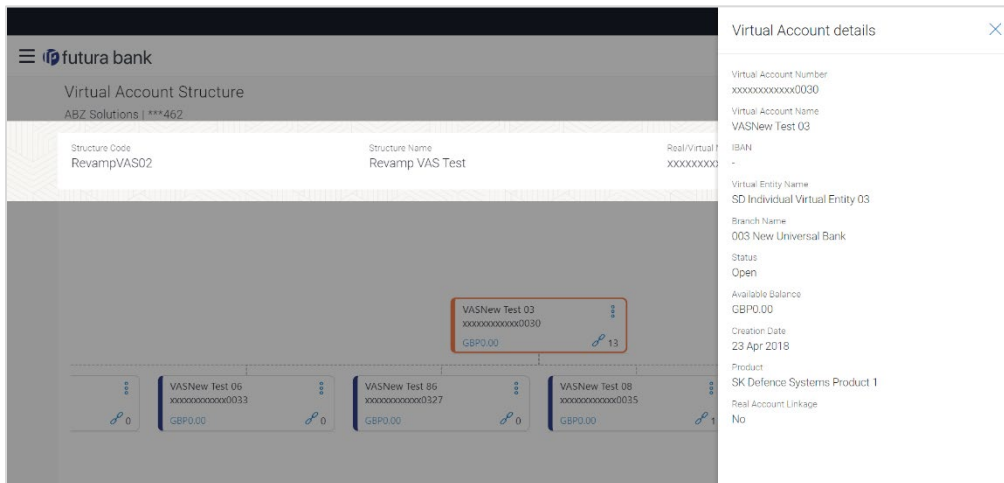 futura bank
Virtual Account Structure
ABZ Solutions | ***462
Structure Code
RevampVAS02
Structure Name
Revamp VAS Test
Real/Virtual
xxxxxxxxx
VASNew Test 03
xxxxxxxxxxxx0030
GBP0.00
13
0
VASNew Test 06
xxxxxxxxxxxx0033
GBP0.00
0
VASNew Test 86
xxxxxxxxxxxx0327
GBP0.00
0
VASNew Test 08
xxxxxxxxxxxx0035
GBP0.00
1
Virtual Account details
Virtual Account Number
xxxxxxxxxxxx0030
Virtual Account Name
VASNew Test 03
IBAN
-
Virtual Entity Name
SD Individual Virtual Entity 03
Branch Name
003 New Universal Bank
Status
Open
Available Balance
GBP0.00
Creation Date
23 Apr 2018
Product
SK Defence Systems Product 1
Real Account Linkage
No